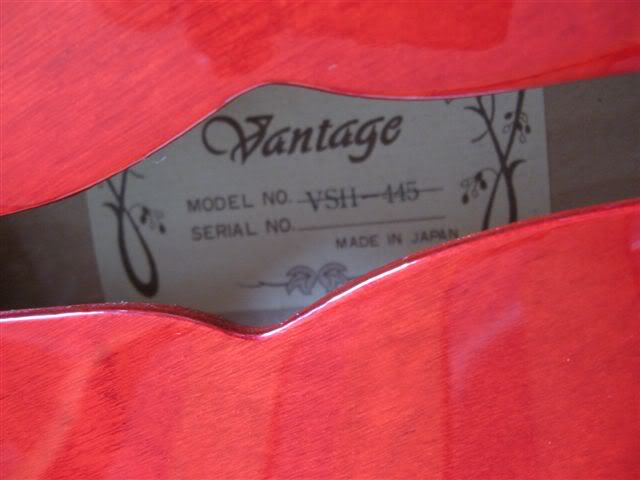 Vantage
MODEL NO. VSH-445
SERIAL NO.
MADE IN JAPAN